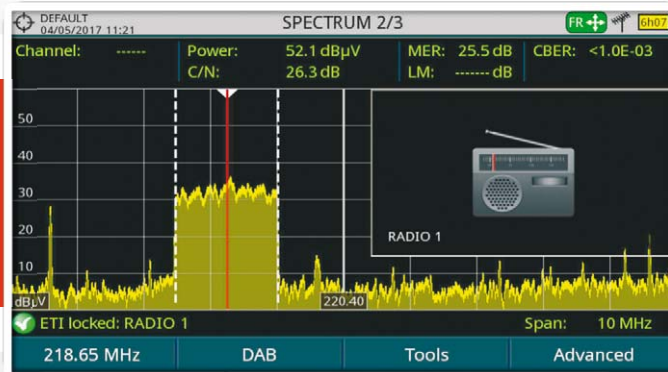 DEFAULT
04/05/2017 11:21
SPECTRUM 2/3
FR
6h07
Channel: ------
Power: 52.1 dBµV
MER: 25.5 dB
CBER: <1.0E-03
C/N: 26.3 dB
LM: ------- dB
50
40
30
20
10
dBµV
220.40
RADIO 1
ETI locked: RADIO 1
Span: 10 MHz
218.65 MHz
DAB
Tools
Advanced